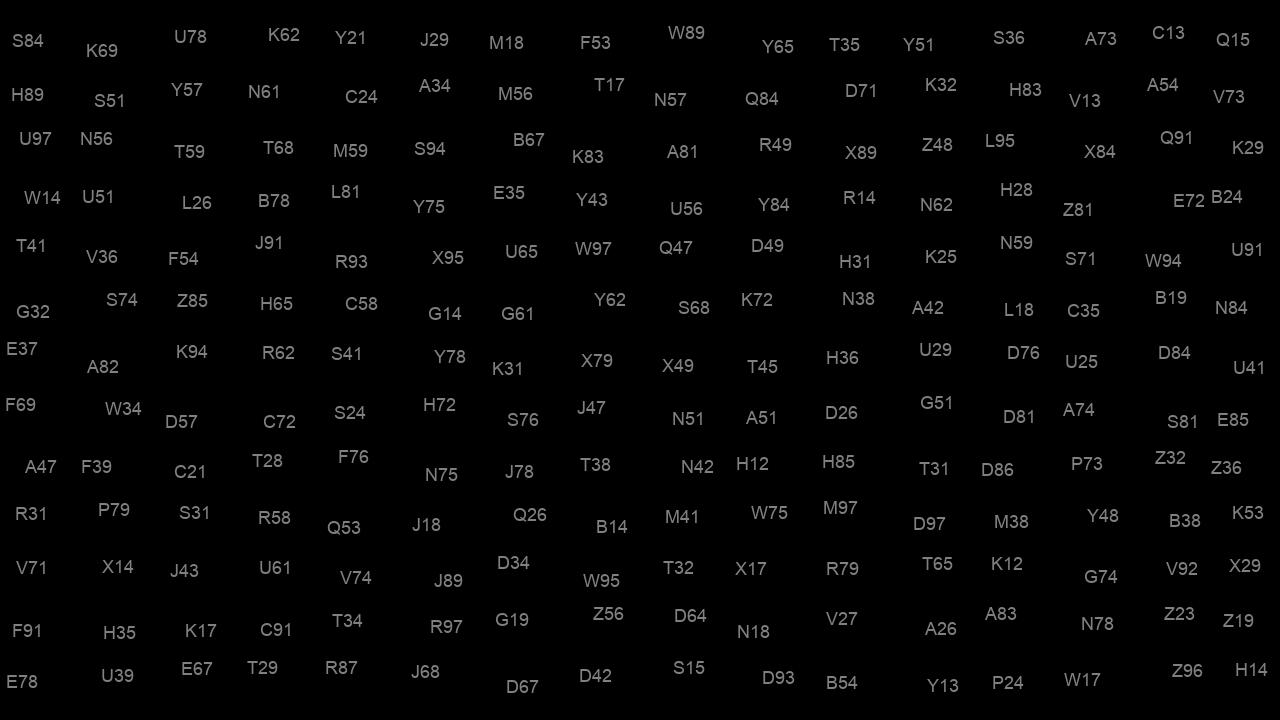 S84 K69 U78 K62 Y21 J29 M18 F53 W89 Y65 T35 Y51 S36 A73 C13 Q15
H89 S51 Y57 N61 C24 A34 M56 T17 N57 Q84 D71 K32 H83 V13 A54 V73
U97 N56 T59 T68 M59 S94 B67 K83 A81 R49 X89 Z48 L95 X84 Q91 K29
W14 U51 L26 B78 L81 Y75 E35 Y43 U56 Y84 R14 N62 H28 Z81 E72 B24
T41 V36 F54 J91 R93 X95 U65 W97 Q47 D49 H31 K25 N59 S71 W94 U91
G32 S74 Z85 H65 C58 G14 G61 Y62 S68 K72 N38 A42 L18 C35 B19 N84
E37 A82 K94 R62 S41 Y78 K31 X79 X49 T45 H36 U29 D76 U25 D84 U41
F69 W34 D57 C72 S24 H72 S76 J47 N51 A51 D26 G51 D81 A74 S81 E85
A47 F39 C21 T28 F76 N75 J78 T38 N42 H12 H85 T31 D86 P73 Z32 Z36
R31 P79 S31 R58 Q53 J18 Q26 B14 M41 W75 M97 D97 M38 Y48 B38 K53
V71 X14 J43 U61 V74 J89 D34 W95 T32 X17 R79 T65 K12 G74 V92 X29
F91 H35 K17 C91 T34 R97 G19 Z56 D64 N18 V27 A26 A83 N78 Z23 Z19
E78 U39 E67 T29 R87 J68 D67 D42 S15 D93 B54 Y13 P24 W17 Z96 H14